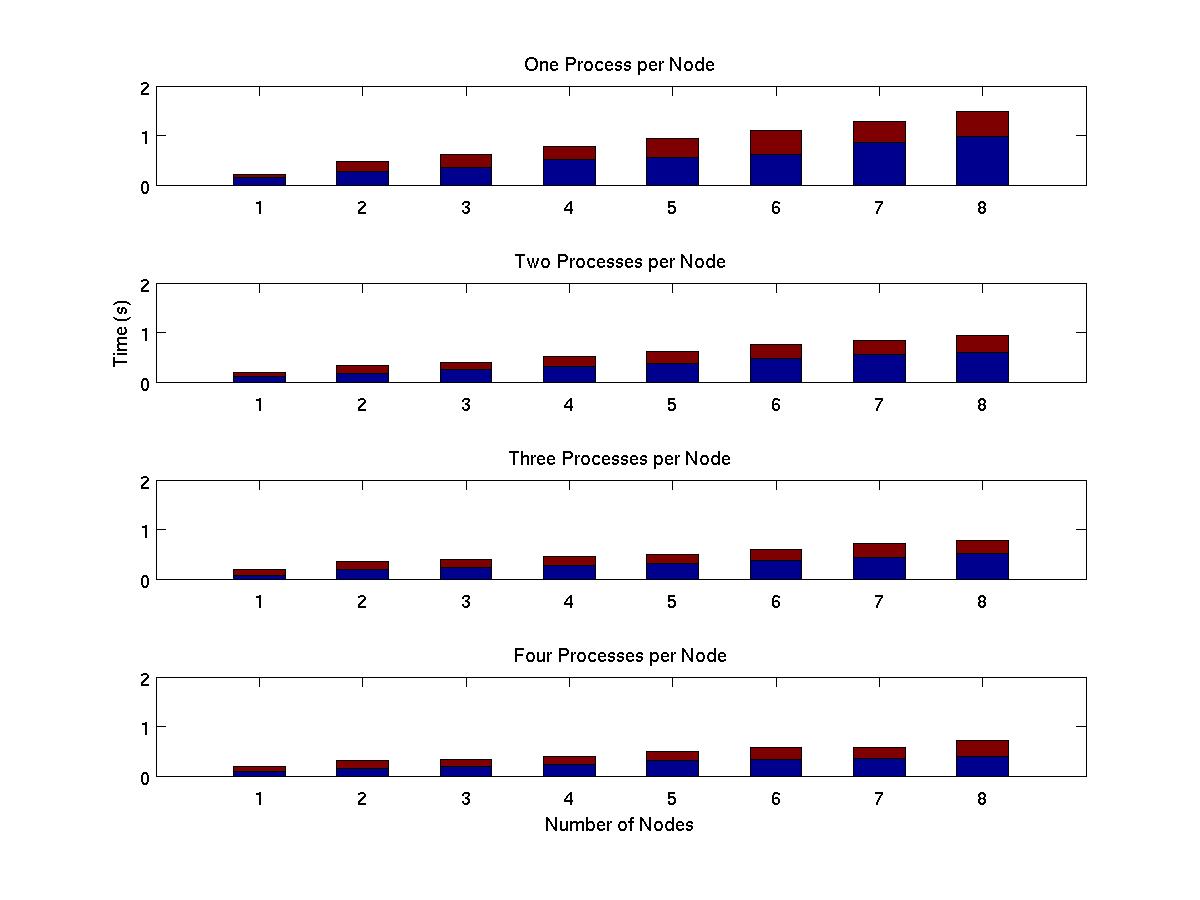 One Process per Node
2
1
0
1 2 3 4 5 6 7 8
Two Processes per Node
2
1
0
1 2 3 4 5 6 7 8
Time (s)
Three Processes per Node
2
1
0
1 2 3 4 5 6 7 8
Four Processes per Node
2
1
0
1 2 3 4 5 6 7 8
Number of Nodes